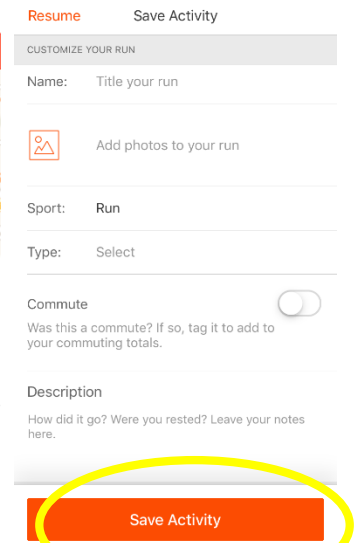 Resume Save Activity
CUSTOMIZE YOUR RUN
Name: Title your run
Add photos to your run
Sport: Run
Type: Select
Commute
Was this a commute? If so, tag it to add to
your commuting totals.
Description
How did it go? Were you rested? Leave your notes
here.
Save Activity